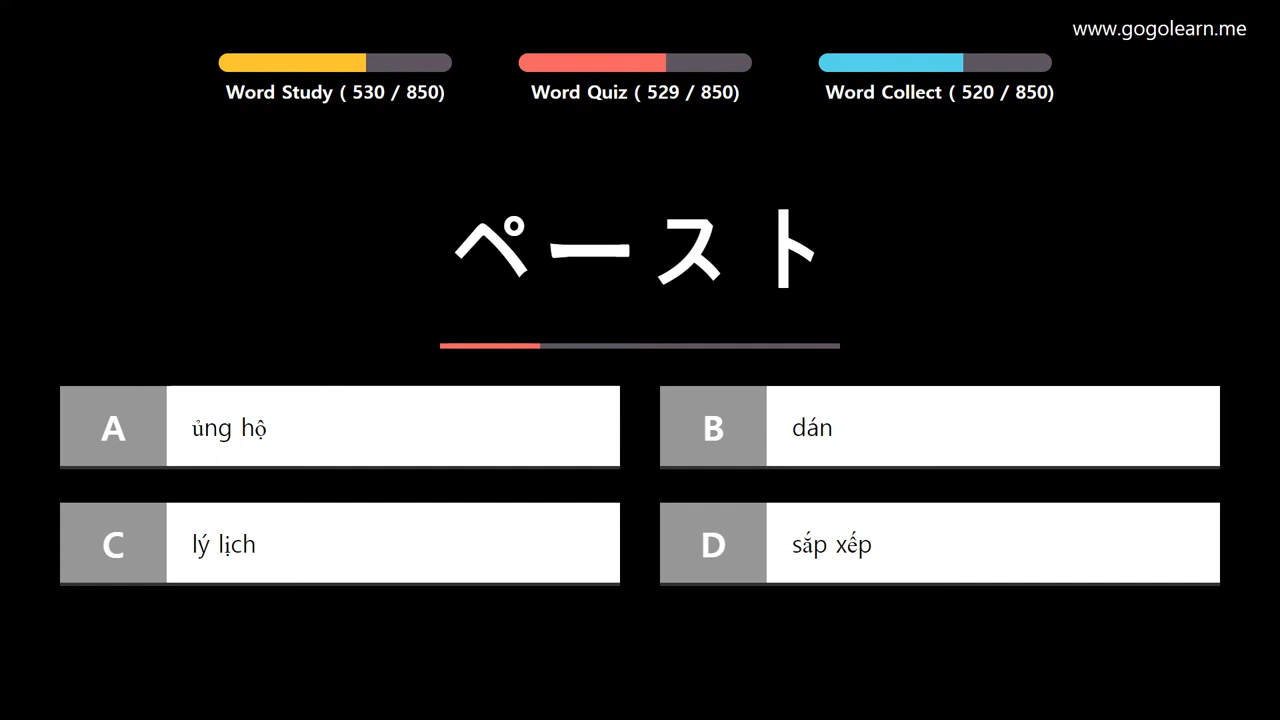 www.gogolearn.me
Word Study ( 530 / 850)
Word Quiz ( 529 / 850)
Word Collect ( 520 / 850)
ペースト
A ủng hộ
B dán
C lý lịch
D sắp xếp